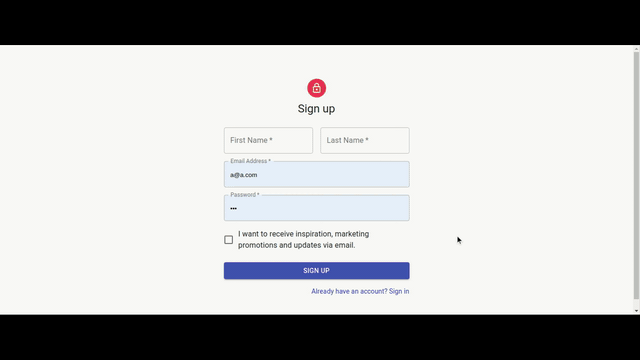 Sign up
First Name *
Last Name *
Email Address *
a@a.com
Password *
•••
I want to receive inspiration, marketing
promotions and updates via email.
SIGN UP
Already have an account? Sign in